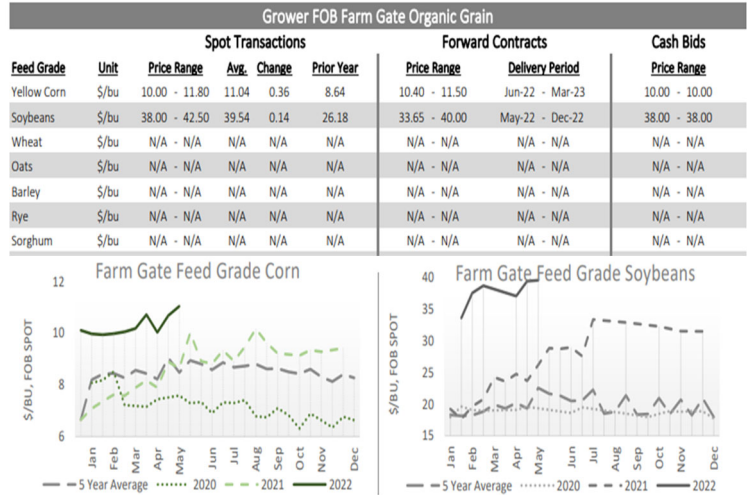 Grower FOB Farm Gate Organic Grain
Spot Transactions Forward Contracts Cash Bids
Feed Grade Unit Price Range Avg. Change Prior Year Price Range Delivery Period Price Range
Yellow Corn $/bu 10.00 - 11.80 11.04 0.36 8.64 10.40 - 11.50 Jun-22 - Mar-23 10.00 - 10.00
Soybeans $/bu 38.00 - 42.50 39.54 0.14 26.18 33.65 - 40.00 May-22 - Dec-22 38.00 - 38.00
Wheat $/bu N/A - N/A N/A N/A N/A N/A - N/A N/A - N/A N/A - N/A
Oats $/bu N/A - N/A N/A N/A N/A N/A - N/A N/A - N/A N/A - N/A
Barley $/bu N/A - N/A N/A N/A N/A N/A - N/A N/A - N/A N/A - N/A
Rye $/bu N/A - N/A N/A N/A N/A N/A - N/A N/A - N/A N/A - N/A
Sorghum $/bu N/A - N/A N/A N/A N/A N/A - N/A N/A - N/A N/A - N/A
Farm Gate Feed Grade Corn
12
10
8
6
$/BU, FOB SPOT
Jan Feb Mar Apr May Jun Jul Aug Sep Oct Nov Dec
5 Year Average 2020 2021 2022
Farm Gate Feed Grade Soybeans
40
35
30
25
20
15
$/BU, FOB SPOT
Jan Feb Mar Apr May Jun Jul Aug Sep Oct Nov Dec
5 Year Average 2020 2021 2022